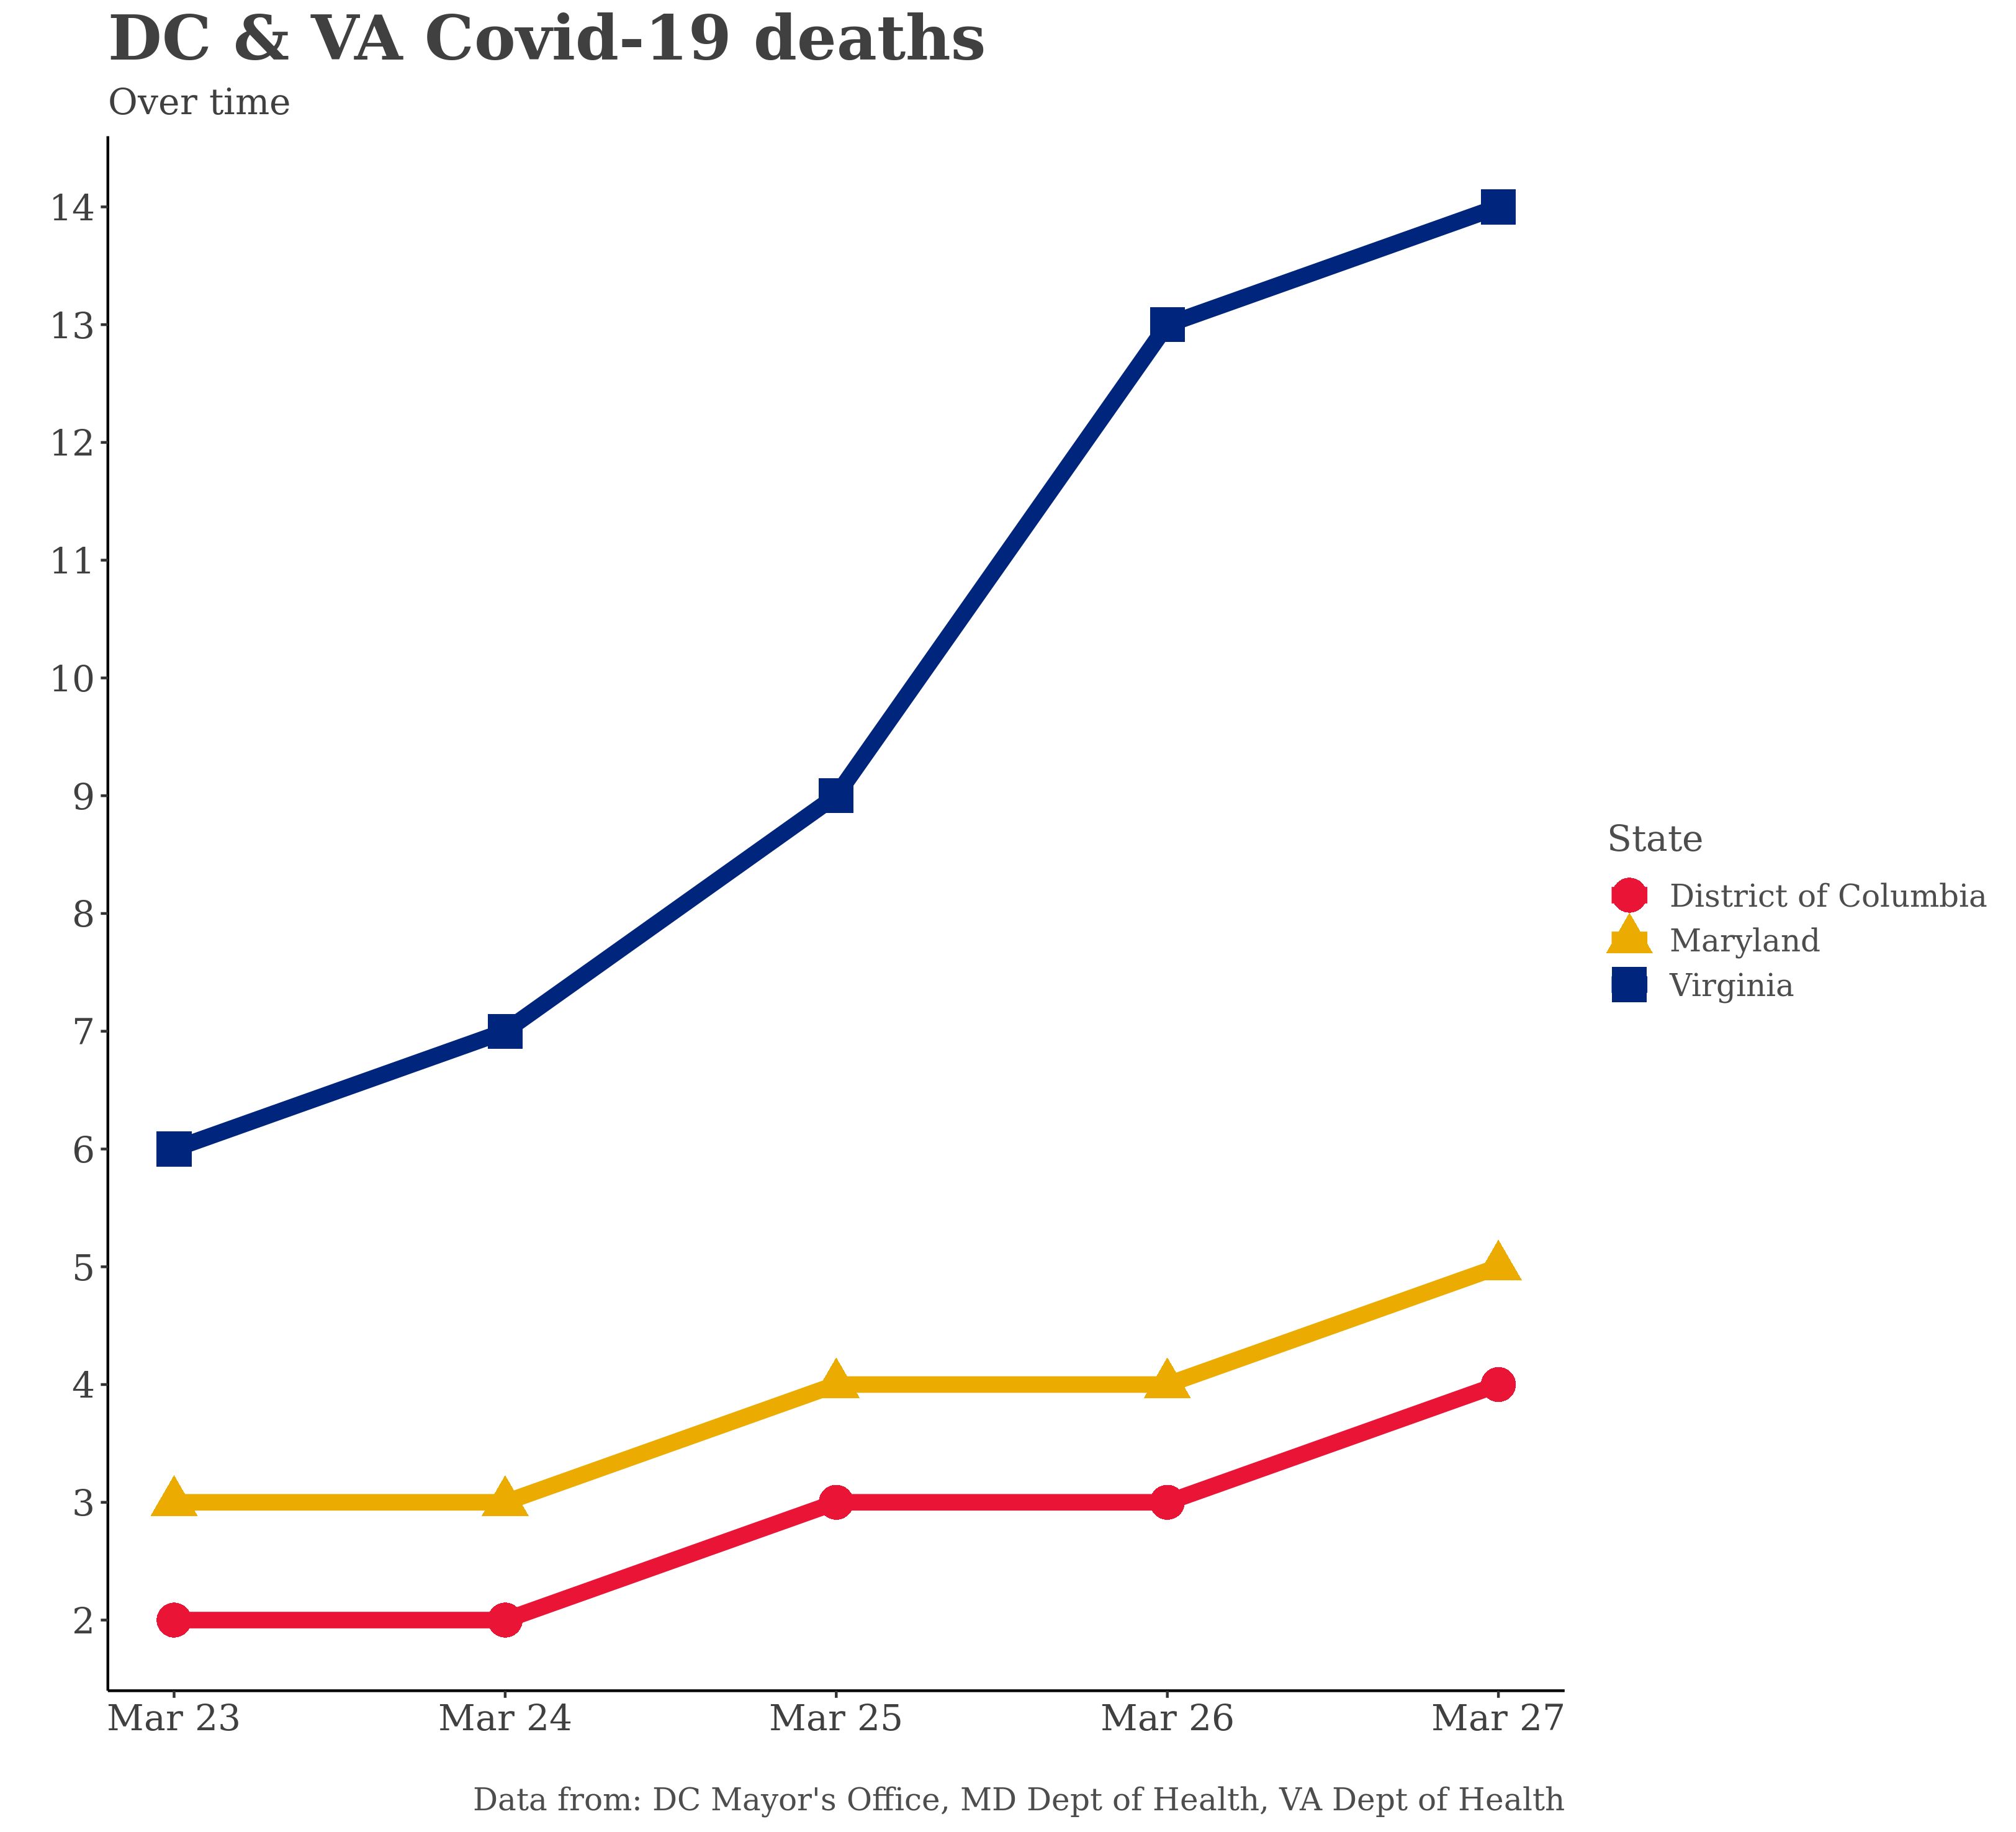 DC & VA Covid-19 deaths
Over time
14
13
12
11
10
9
8
7
6
5
4
3
2
Mar 23
Mar 24
Mar 25
Mar 26
Mar 27
State
District of Columbia
Maryland
Virginia
Data from: DC Mayor's Office, MD Dept of Health, VA Dept of Health